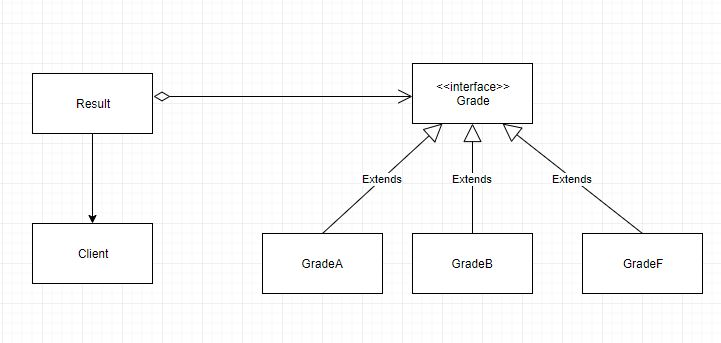 <<interface>>
Grade
Result
Extends
Extends
Extends
Client
GradeA
GradeB
GradeF